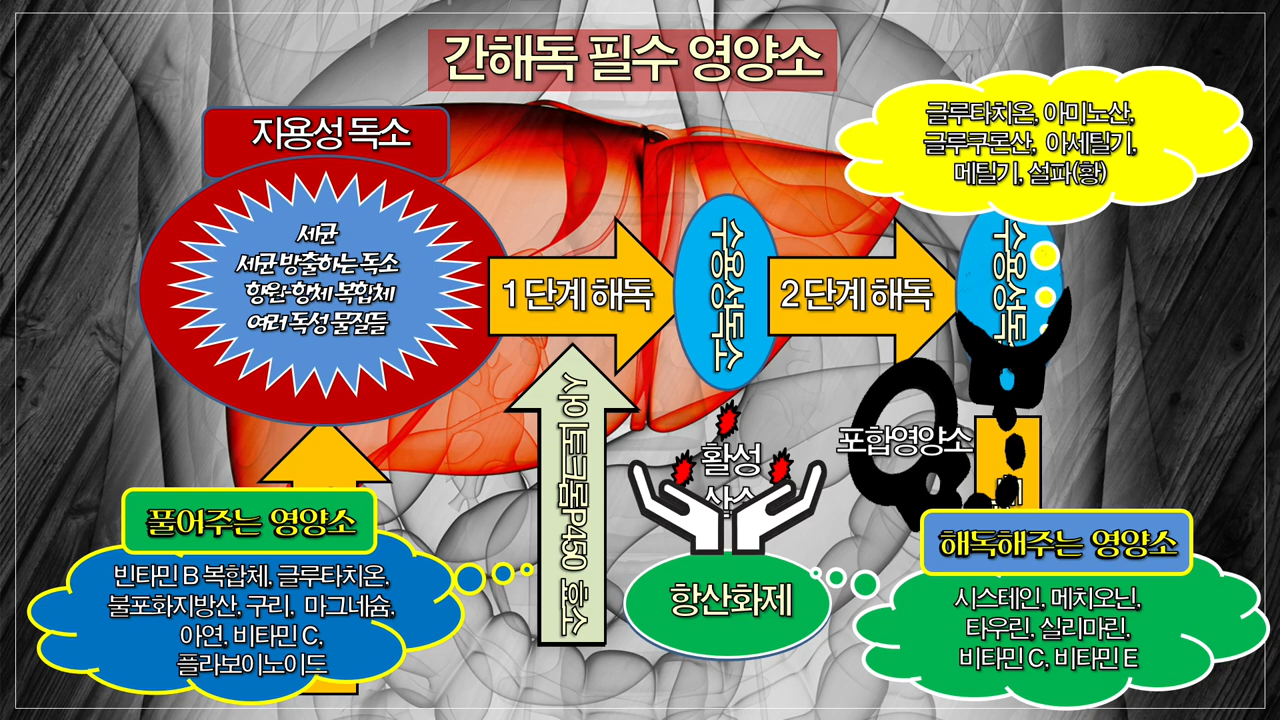 간해독 필수 영양소
지용성 독소
세균
세균 방출하는 독소
항원-항체 복합체
여러 독성 물질들
1 단계 해독
수용성독소
2 단계 해독
글루타치온, 아미노산,
글루쿠론산, 아세틸기,
메틸기, 설파(황)
수용성독
사이토크롬P450 효소
활성
산소
포합영양소
풀어주는 영양소
빈타민 B 복합체, 글루타치온,
불포화지방산, 구리, 마그네슘,
아연, 비타민 C,
플라보이노이드
항산화제
해독해주는 영양소
시스테인, 메치오닌,
타우린, 실리마린,
비타민 C, 비타민 E